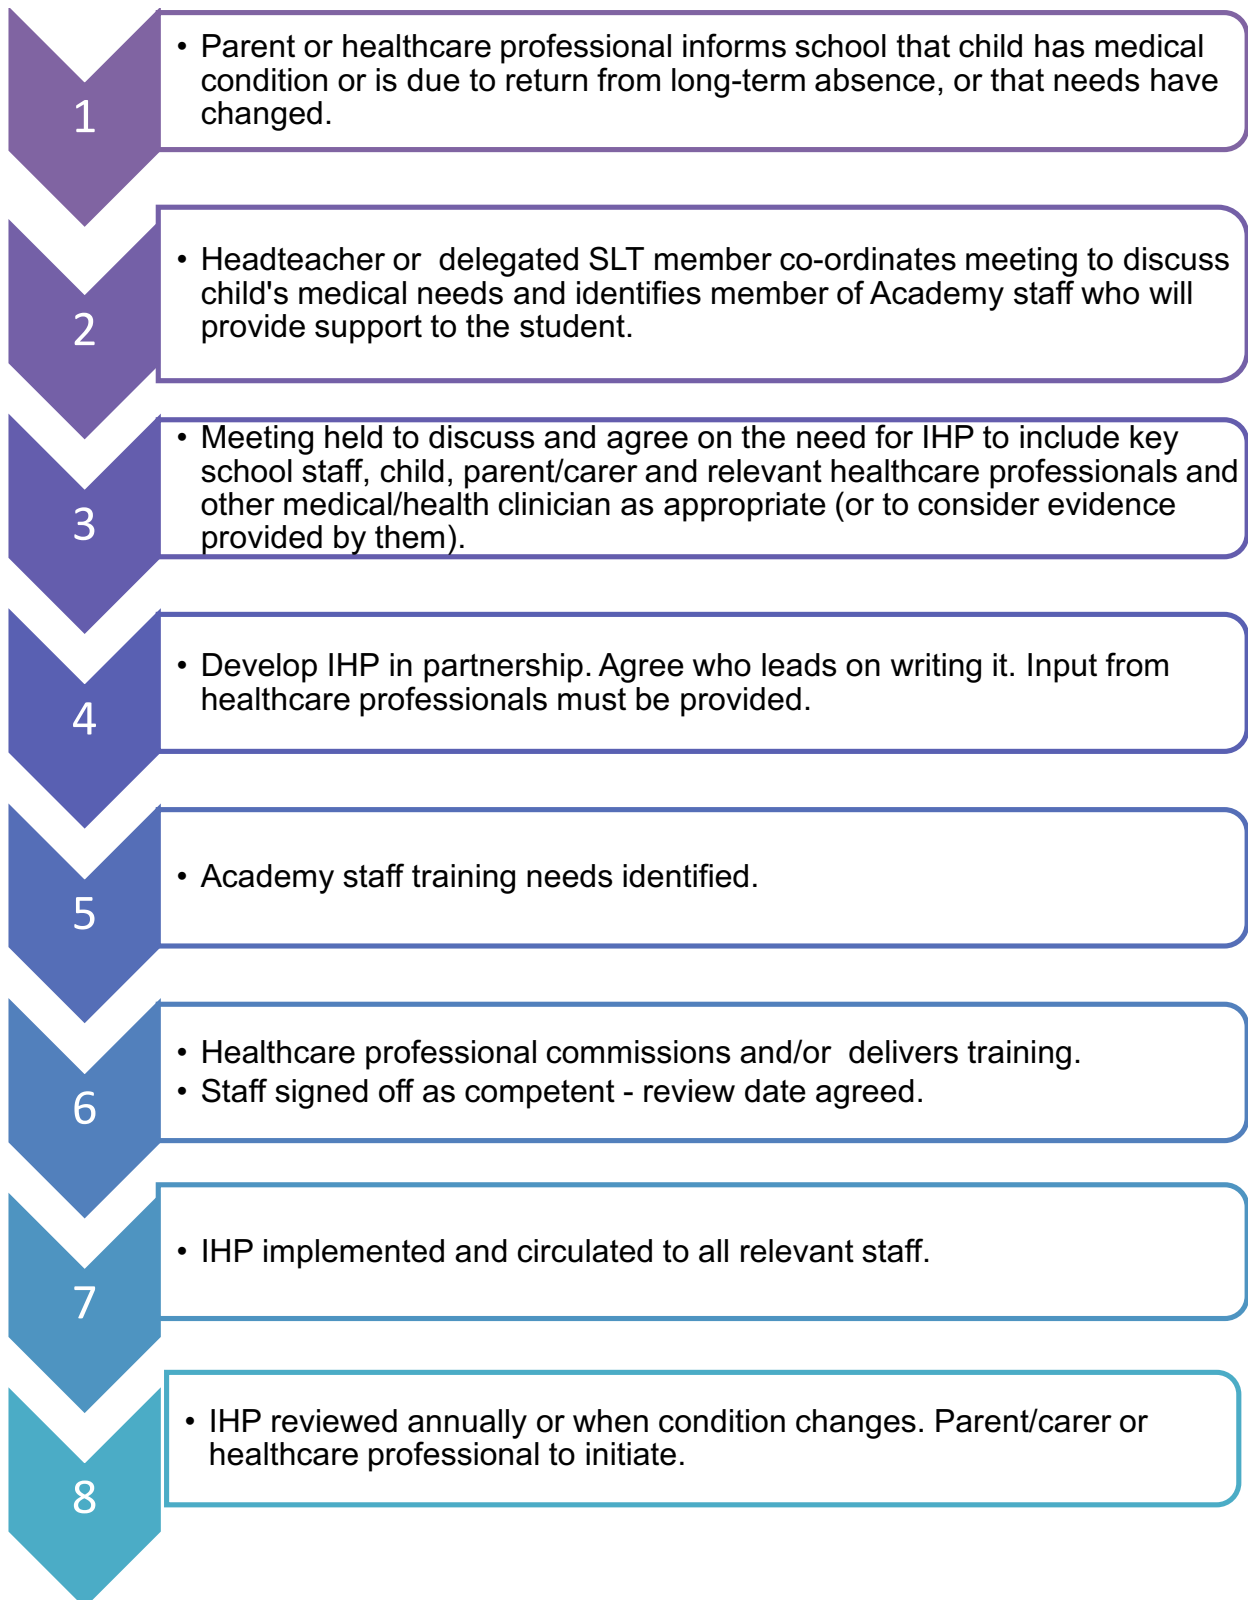 1
• Parent or healthcare professional informs school that child has medical
condition or is due to return from long-term absence, or that needs have
changed.
2
• Headteacher or  delegated SLT member co-ordinates meeting to discuss
child's medical needs and identifies member of Academy staff who will
provide support to the student.
3
• Meeting held to discuss and agree on the need for IHP to include key
school staff, child, parent/carer and relevant healthcare professionals and
other medical/health clinician as appropriate (or to consider evidence
provided by them).
4
• Develop IHP in partnership. Agree who leads on writing it. Input from
healthcare professionals must be provided.
5
• Academy staff training needs identified.
6
• Healthcare professional commissions and/or  delivers training.
• Staff signed off as competent - review date agreed.
7
• IHP implemented and circulated to all relevant staff.
8
• IHP reviewed annually or when condition changes. Parent/carer or
healthcare professional to initiate.